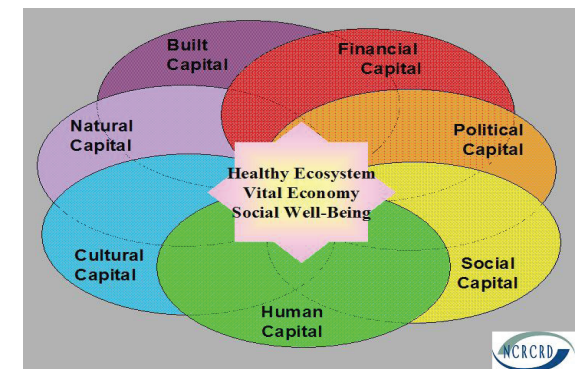 Built
Capital
Financial
Capital
Natural
Capital
Political
Capital
Healthy Ecosystem
Vital Economy
Social Well-Being
Cultural
Capital
Social
Capital
Human
Capital
NCRCRD